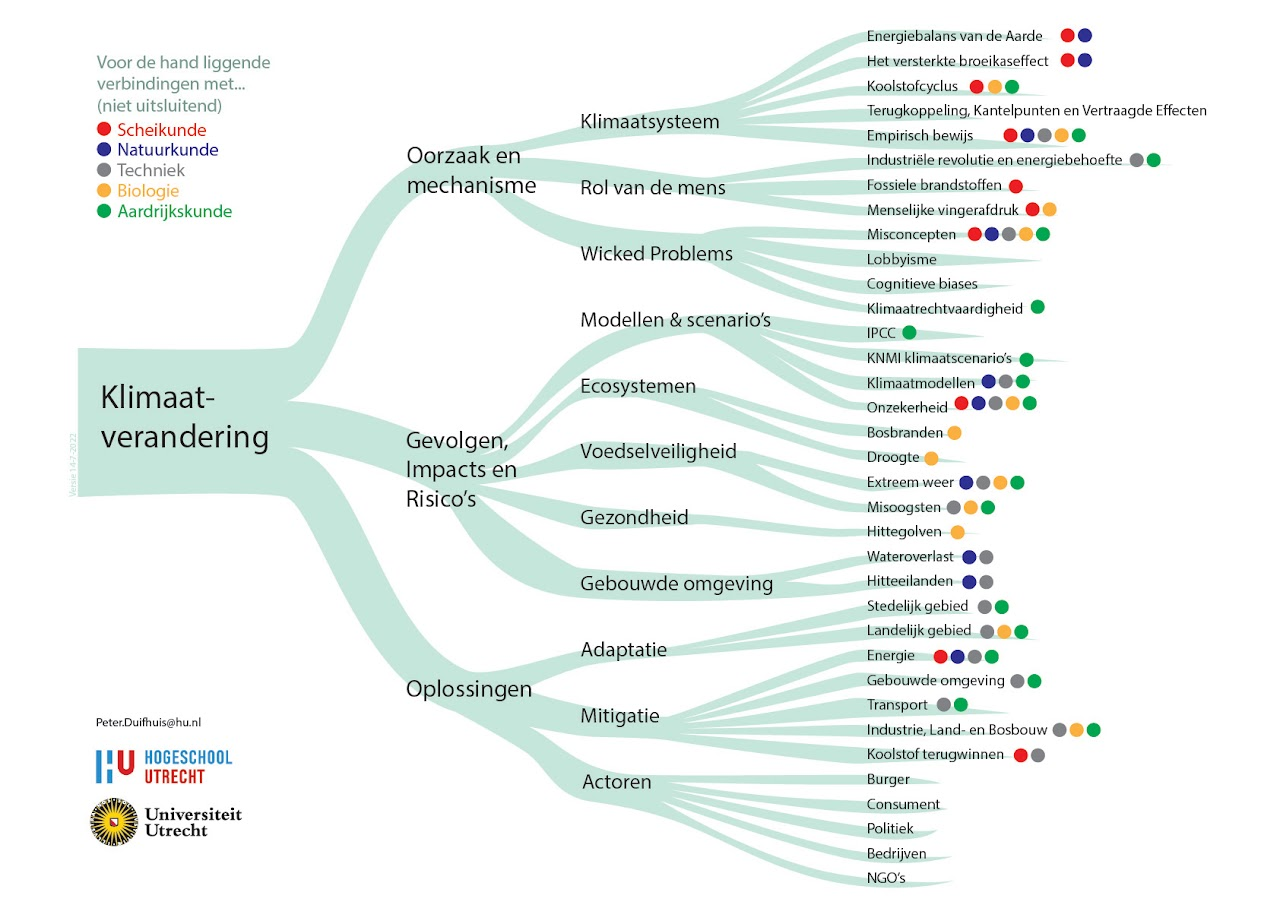 Voor de hand liggende
verbindingen met...
(niet uitsluitend)
Scheikunde
Natuurkunde
Techniek
Biologie
Aardrijkskunde
Klimaat-
verandering
Versie 14-7-2022
Oorzaak en
mechanisme
Gevolgen,
Impacts en
Risico's
Oplossingen
Klimaatsysteem
Rol van de mens
Wicked Problems
Modellen & scenario's
Ecosystemen
Voedselveiligheid
Gezondheid
Gebouwde omgeving
Adaptatie
Mitigatie
Actoren
Energiebalans van de Aarde
Het versterkte broeikaseffect
Koolstofcyclus
Terugkoppeling, Kantelpunten en Vertraagde Effecten
Empirisch bewijs
Industriële revolutie en energiebehoefte
Fossiele brandstoffen
Menselijke vingerafdruk
Misconcepten
Lobbyisme
Cognitieve biases
Klimaatrechtvaardigheid
IPCC
KNMI klimaatscenario's
Klimaatmodellen
Onzekerheid
Bosbranden
Droogte
Extreem weer
Misoogsten
Hittegolven
Wateroverlast
Hitteeilanden
Stedelijk gebied
Landelijk gebied
Energie
Gebouwde omgeving
Transport
Industrie, Land- en Bosbouw
Koolstof terugwinnen
Burger
Consument
Politiek
Bedrijven
NGO's
Peter.Duifhuis@hu.nl
HU HOGESCHOOL
UTRECHT
Universiteit
Utrecht